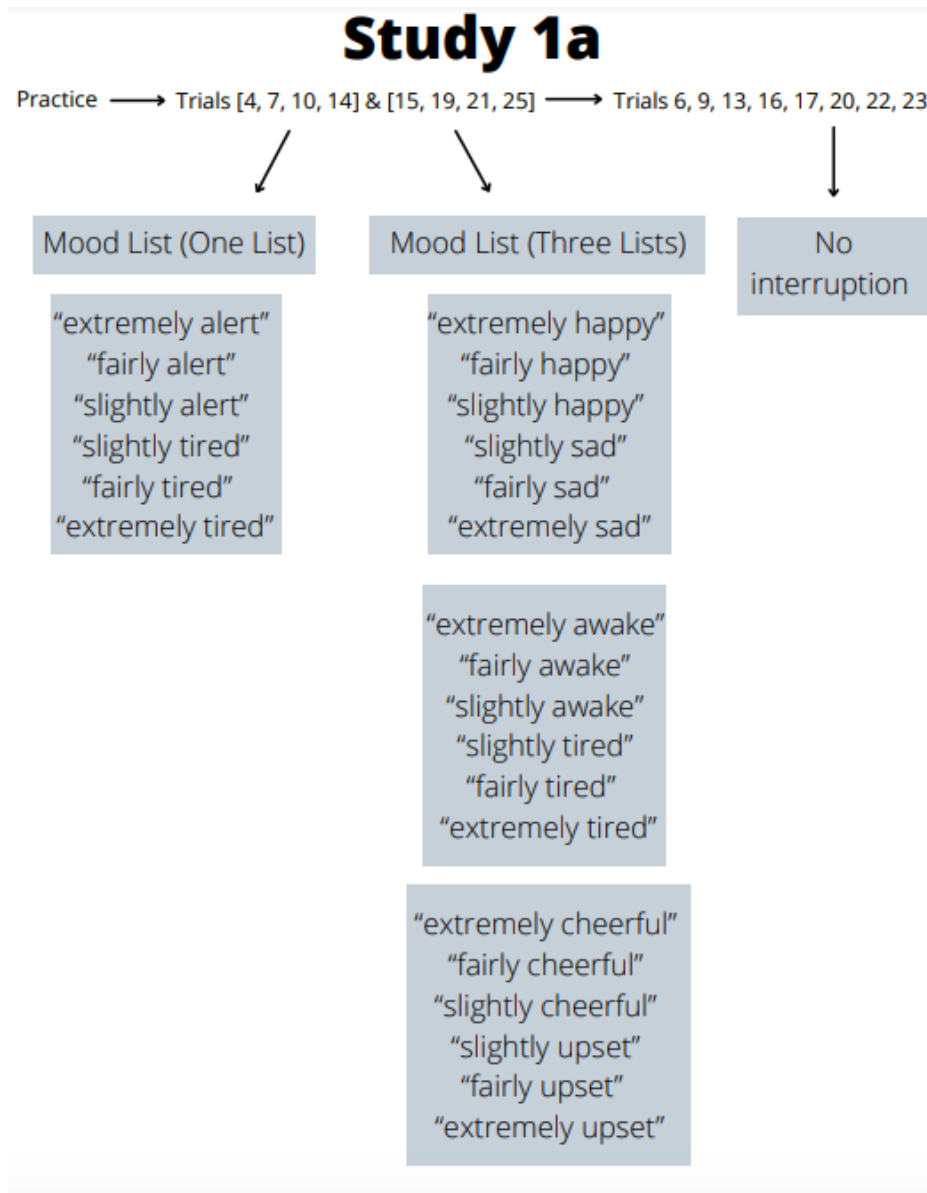 Study 1a
Practice Trials [4, 7, 10, 14] & [15, 19, 21, 25] Trials 6, 9, 13, 16, 17, 20, 22, 23
Mood List (One List)
“extremely alert”
“fairly alert”
“slightly alert”
“slightly tired”
“fairly tired”
“extremely tired”
Mood List (Three Lists)
“extremely happy”
“fairly happy”
“slightly happy”
“slightly sad”
“fairly sad”
“extremely sad”
“extremely awake”
“fairly awake”
“slightly awake”
“slightly tired”
“fairly tired”
“extremely tired”
“extremely cheerful”
“fairly cheerful”
“slightly cheerful”
“slightly upset”
“fairly upset”
“extremely upset”
No
interruption